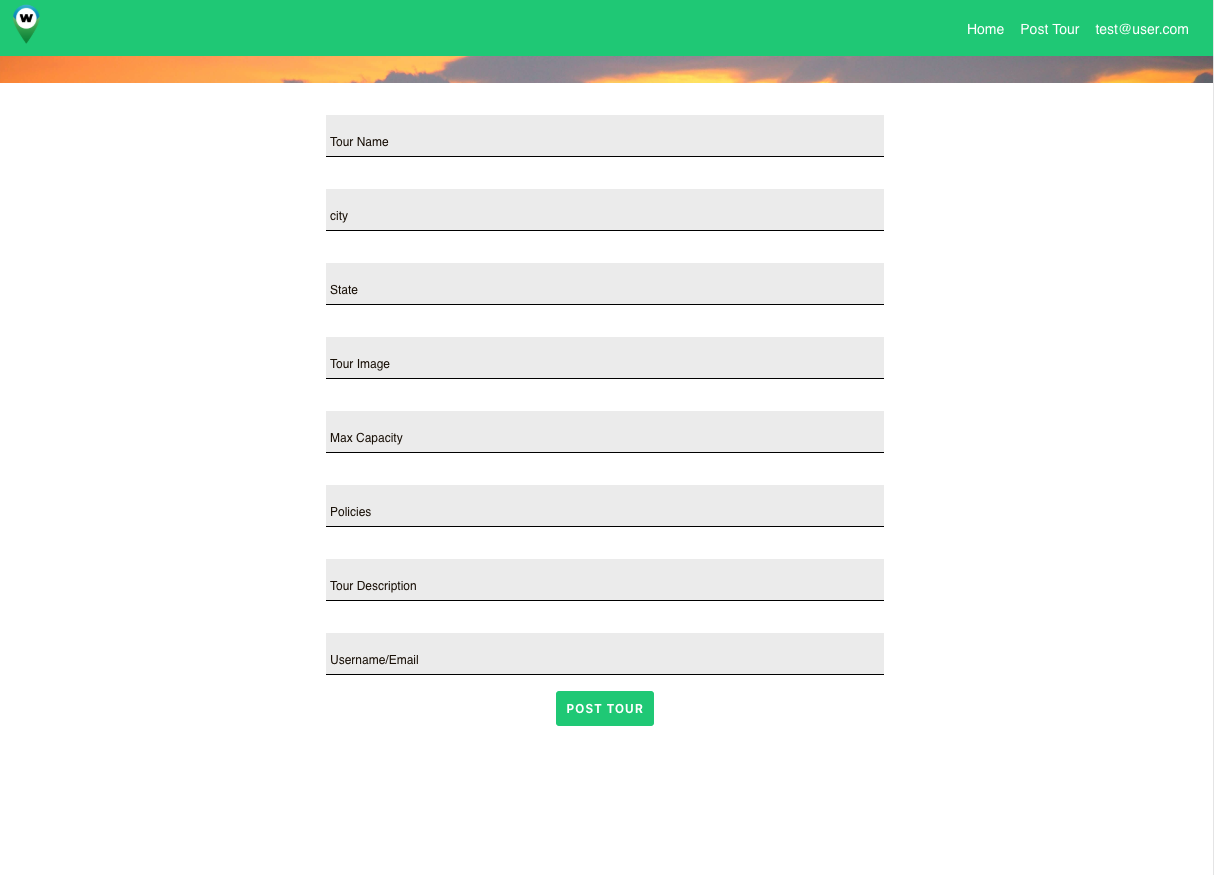 W
Home Post Tour test@user.com
Tour Name
city
State
Tour Image
Max Capacity
Policies
Tour Description
Username/Email
POST TOUR